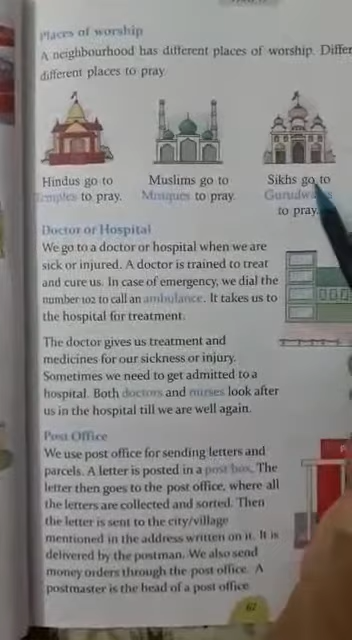 Places of worship
A neighbourhood has different places of worship. Differ
different places to pray.
Hindus go to
Temples to pray.
Muslims go to
Mosques to pray.
Sikhs go to
to pray.
Doctor or Hospital
We go to a doctor or hospital when we are
sick or injured. A doctor is trained to treat
and cure us. In case of emergency, we dial the
number 102 to call an ambulance. It takes us to
the hospital for treatment.
The doctor gives us treatment and
medicines for our sickness or injury.
Sometimes we need to get admitted to a
hospital. Both doctors and nurses look after
us in the hospital till we are well again.
Post Office
We use post office for sending letters and
parcels. A letter is posted in a post box. The
letter then goes to the post office, where all
the letters are collected and sorted. Then
the letter is sent to the city/village
mentioned in the address written on it. It is
delivered by the postman. We also send
money orders through the post office. A
postmaster is the head of a post office
67